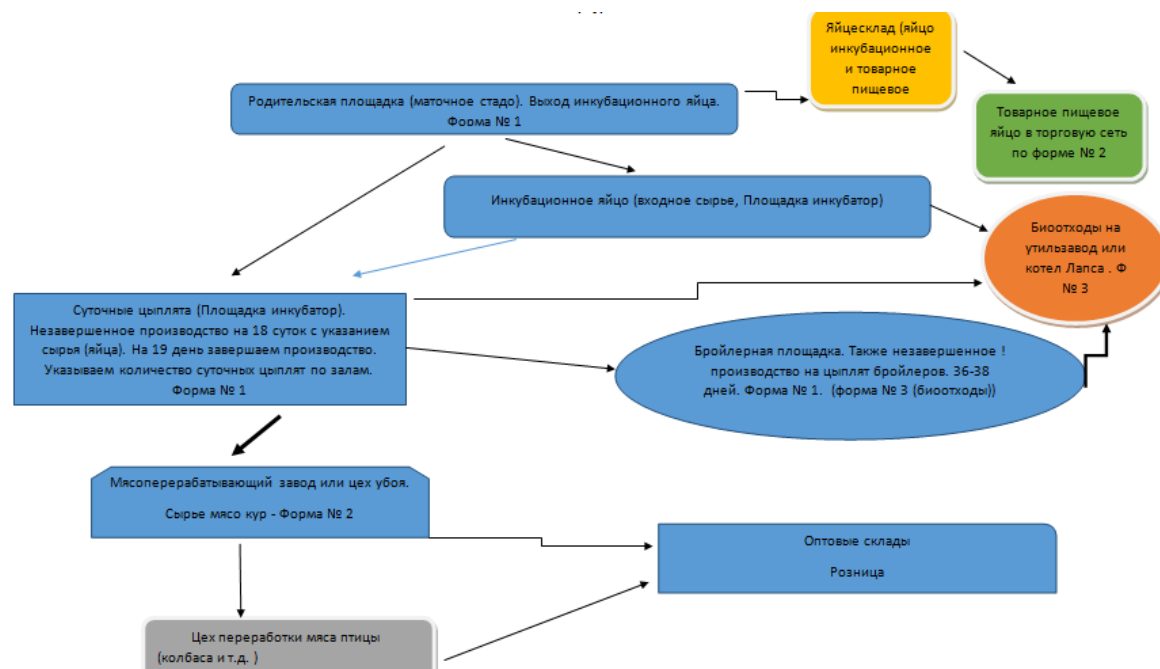 Яйцесклад (яйцо
инкубационное
и товарное
пищевое
Родительская площадка (маточное стадо). Выход инкубационного яйца.
Форма № 1
Товарное пищевое
яйцо в торговую сеть
по форме № 2
Инкубационное яйцо (входное сырье, Площадка инкубатор)
Биоотходы на
утильзавод или
котел Лапса . Ф
№ 3
Суточные цыплята (Площадка инкубатор).
Незавершенное производство на 18 суток с указанием
сырья (яйца). На 19 день завершаем производство.
Указываем количество суточных цыплят по залам.
Форма № 1
Бройлерная площадка. Также незавершенное !
производство на цыплят бройлеров. 36-38
дней. Форма № 1. (форма № 3 (биоотходы))
Мясоперерабатывающий завод или цех убоя.
Сырье мясо кур - Форма № 2
Оптовые склады
Розница
Цех переработки мяса птицы
(колбаса и т.д. )